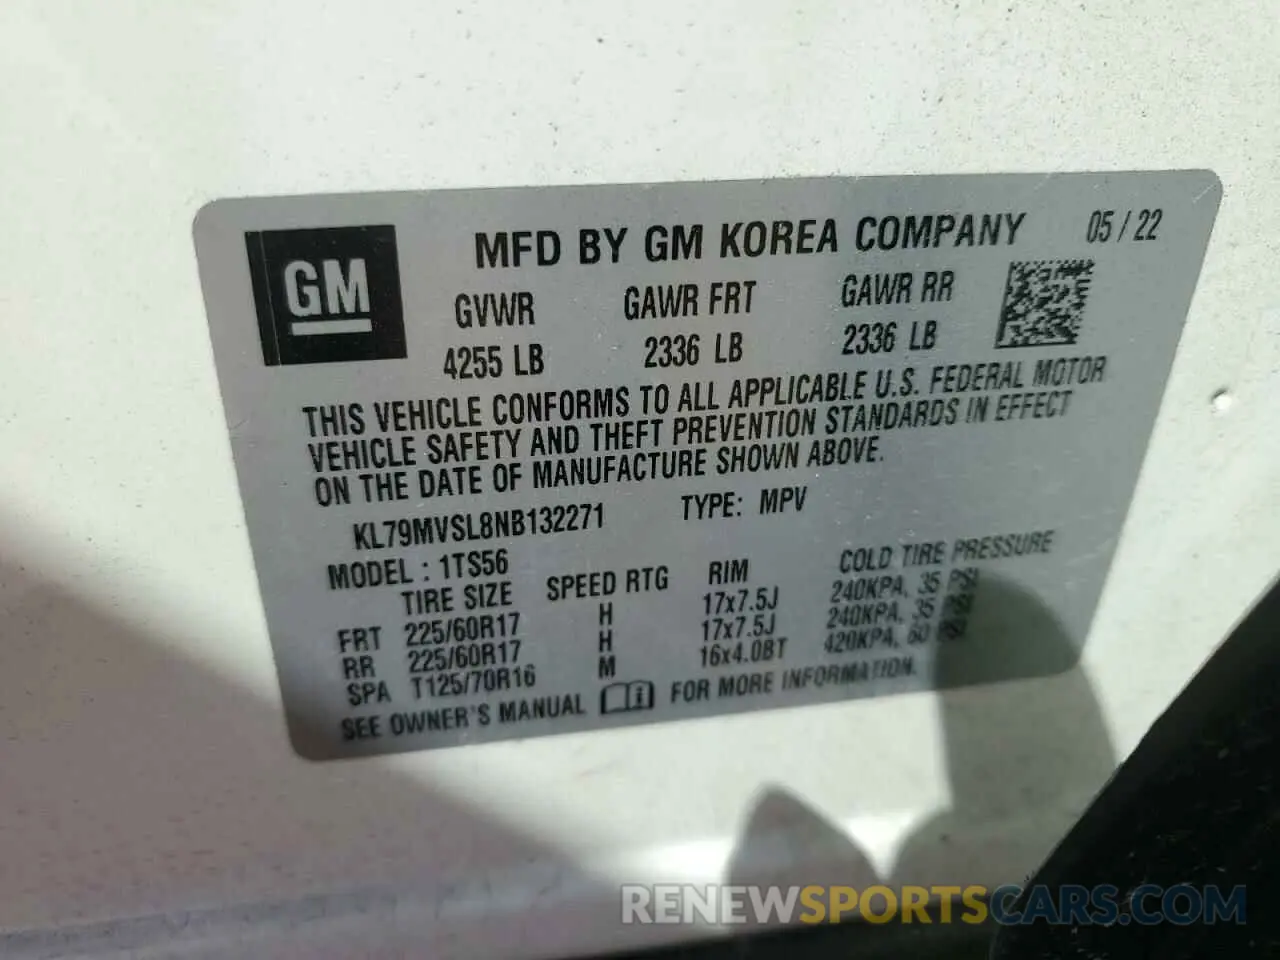 GM
MFD BY GM KOREA COMPANY 05 / 22
GVWR GAWR FRT GAWR RR
4255 LB 2336 LB 2336 LB
THIS VEHICLE CONFORMS TO ALL APPLICABLE U.S. FEDERAL MOTOR
VEHICLE SAFETY AND THEFT PREVENTION STANDARDS IN EFFECT
ON THE DATE OF MANUFACTURE SHOWN ABOVE.
KL79MVSL8NB132271 TYPE: MPV
MODEL : 1TS56
TIRE SIZE SPEED RTG RIM COLD TIRE PRESSURE
FRT 225/60R17 H 17x7.5J 240KPA, 35 PSI
RR 225/60R17 H 17x7.5J 240KPA, 35 PSI
SPA T125/70R16 M 16x4.0BT 420KPA, 60 PSI
SEE OWNER'S MANUAL FOR MORE INFORMATION.
RENEWSPORTSCARS.COM